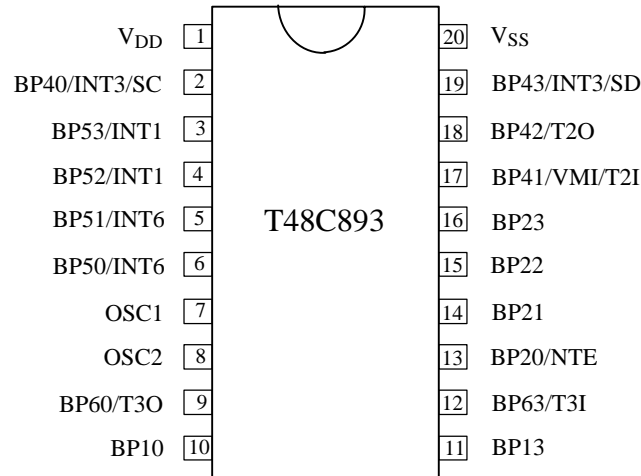 V_DD 1 20 V_SS
BP40/INT3/SC 2 19 BP43/INT3/SD
BP53/INT1 3 18 BP42/T2O
BP52/INT1 4 17 BP41/VMI/T2I
BP51/INT6 5 T48C893 16 BP23
BP50/INT6 6 15 BP22
OSC1 7 14 BP21
OSC2 8 13 BP20/NTE
BP60/T3O 9 12 BP63/T3I
BP10 10 11 BP13